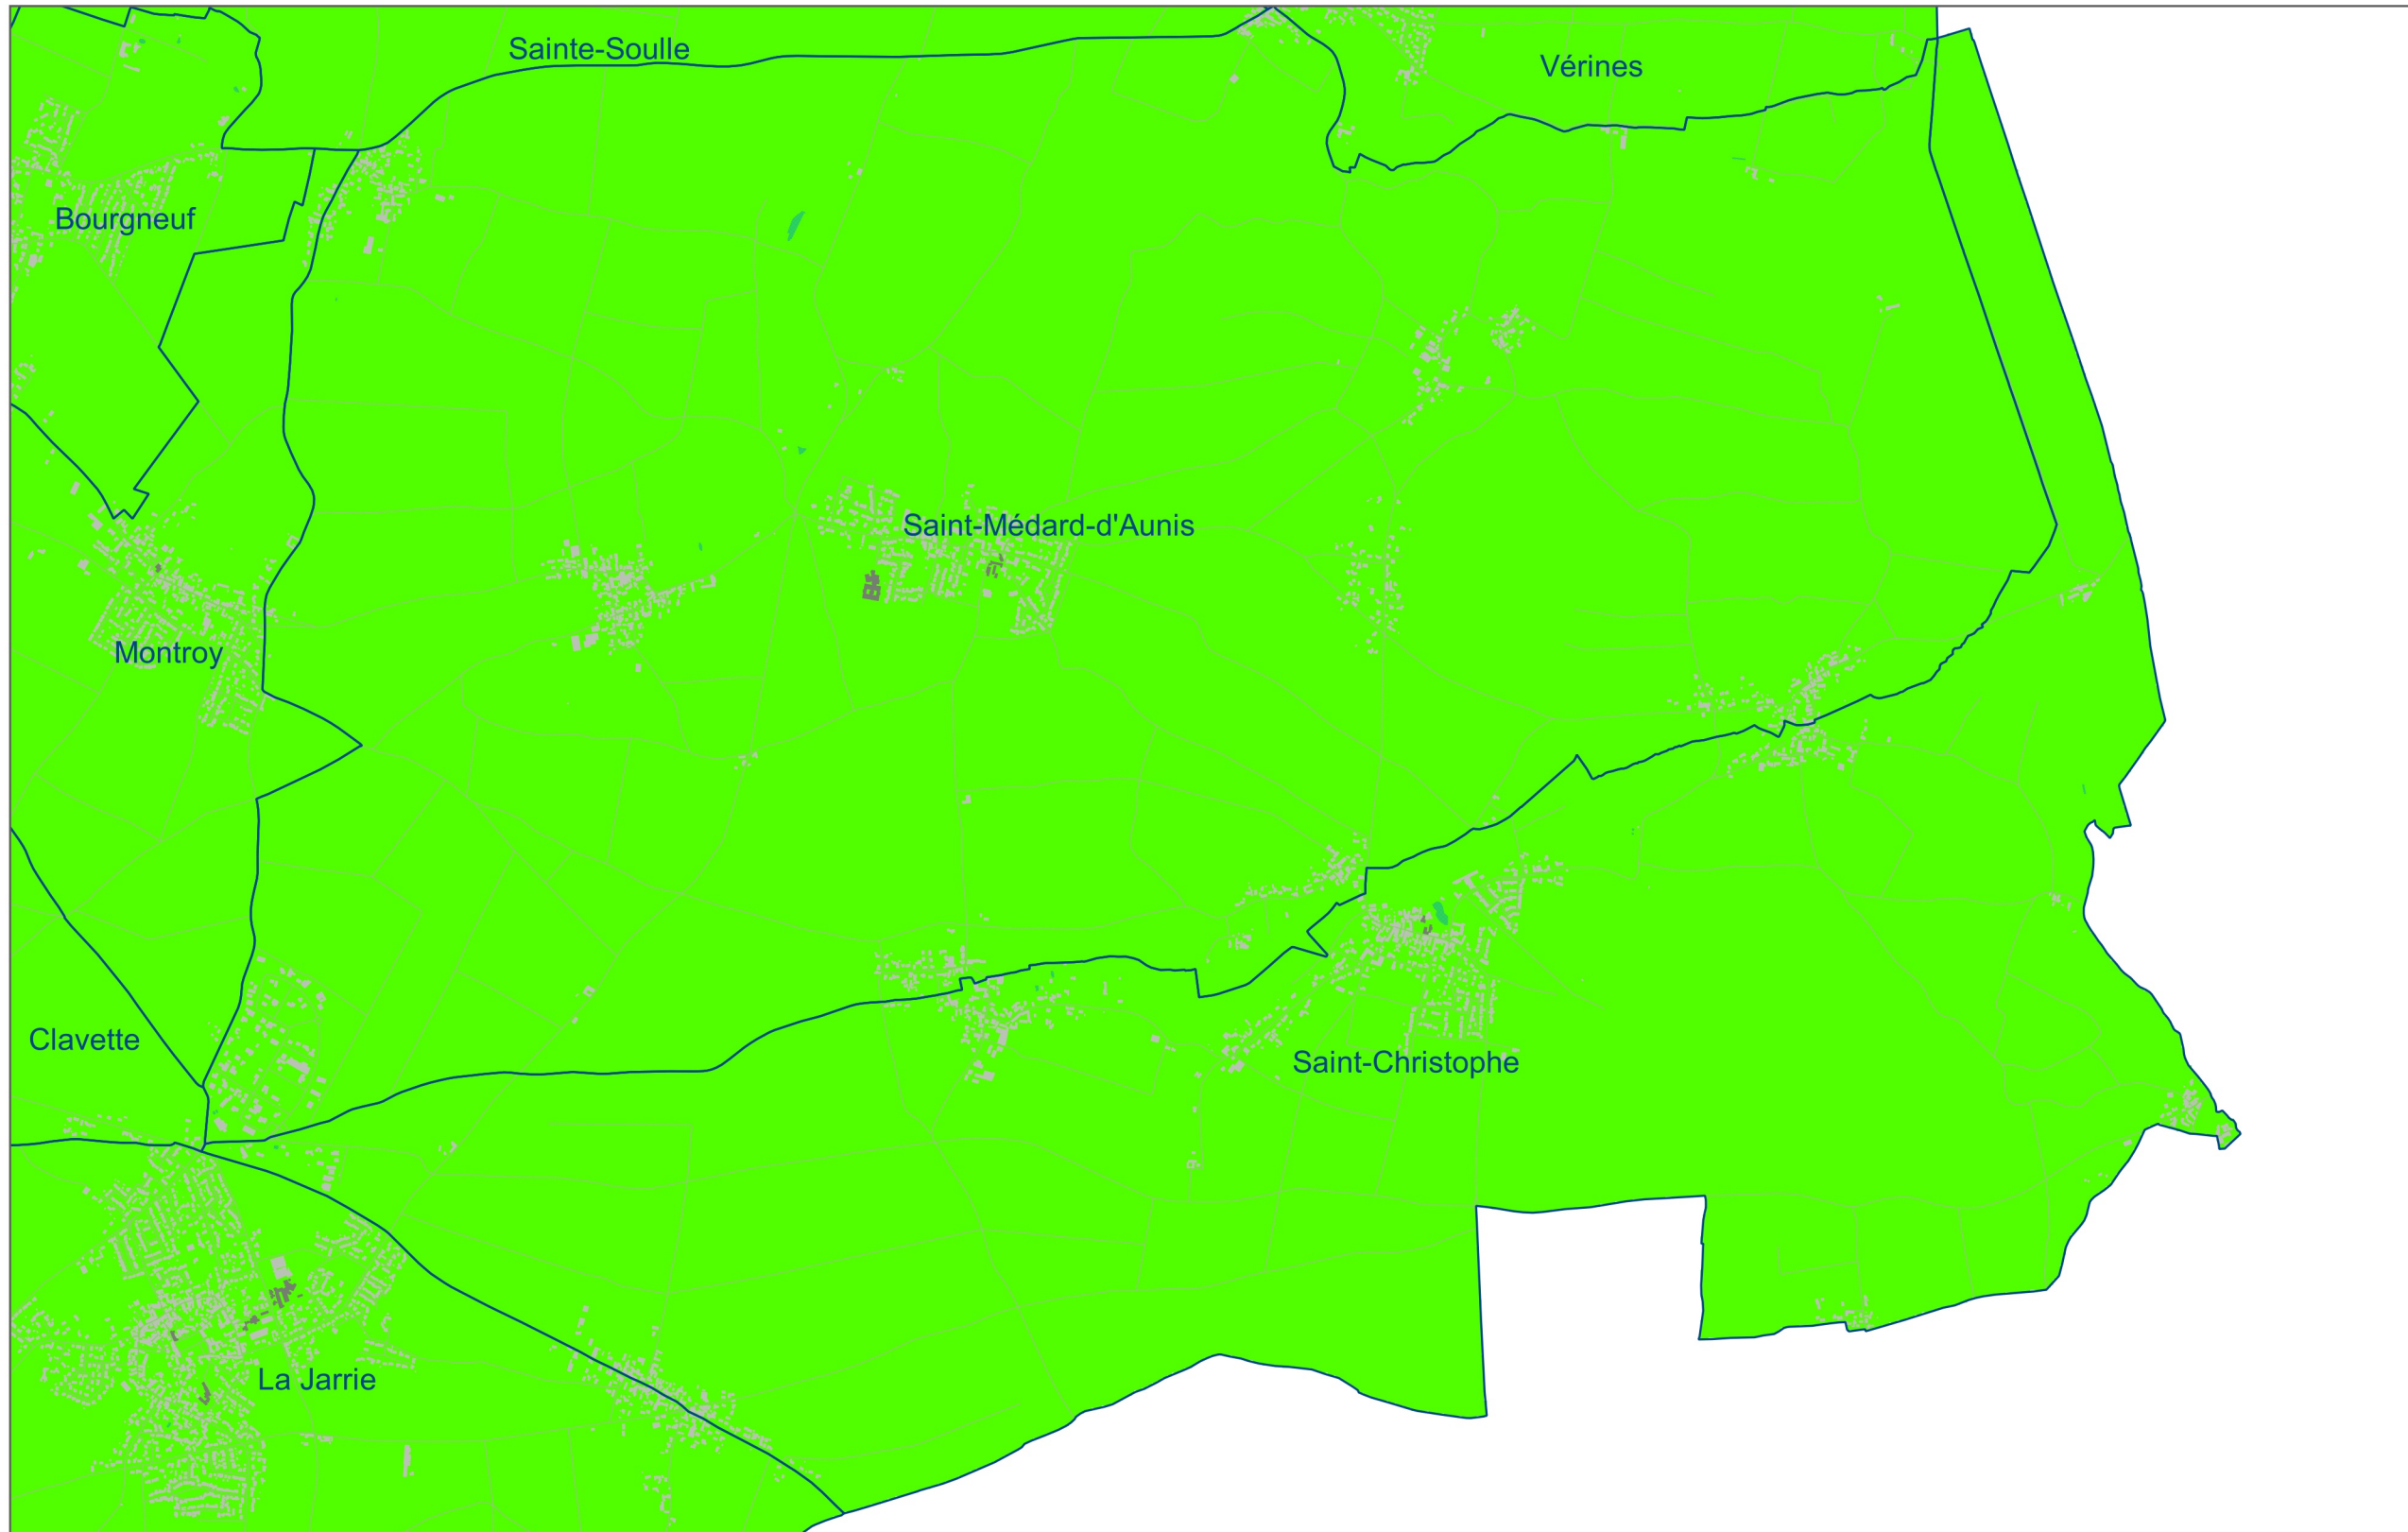 Sainte-Soulle
Vérines
Bourgneuf
Saint-Médard-d'Aunis
Montroy
Clavette
Saint-Christophe
La Jarrie